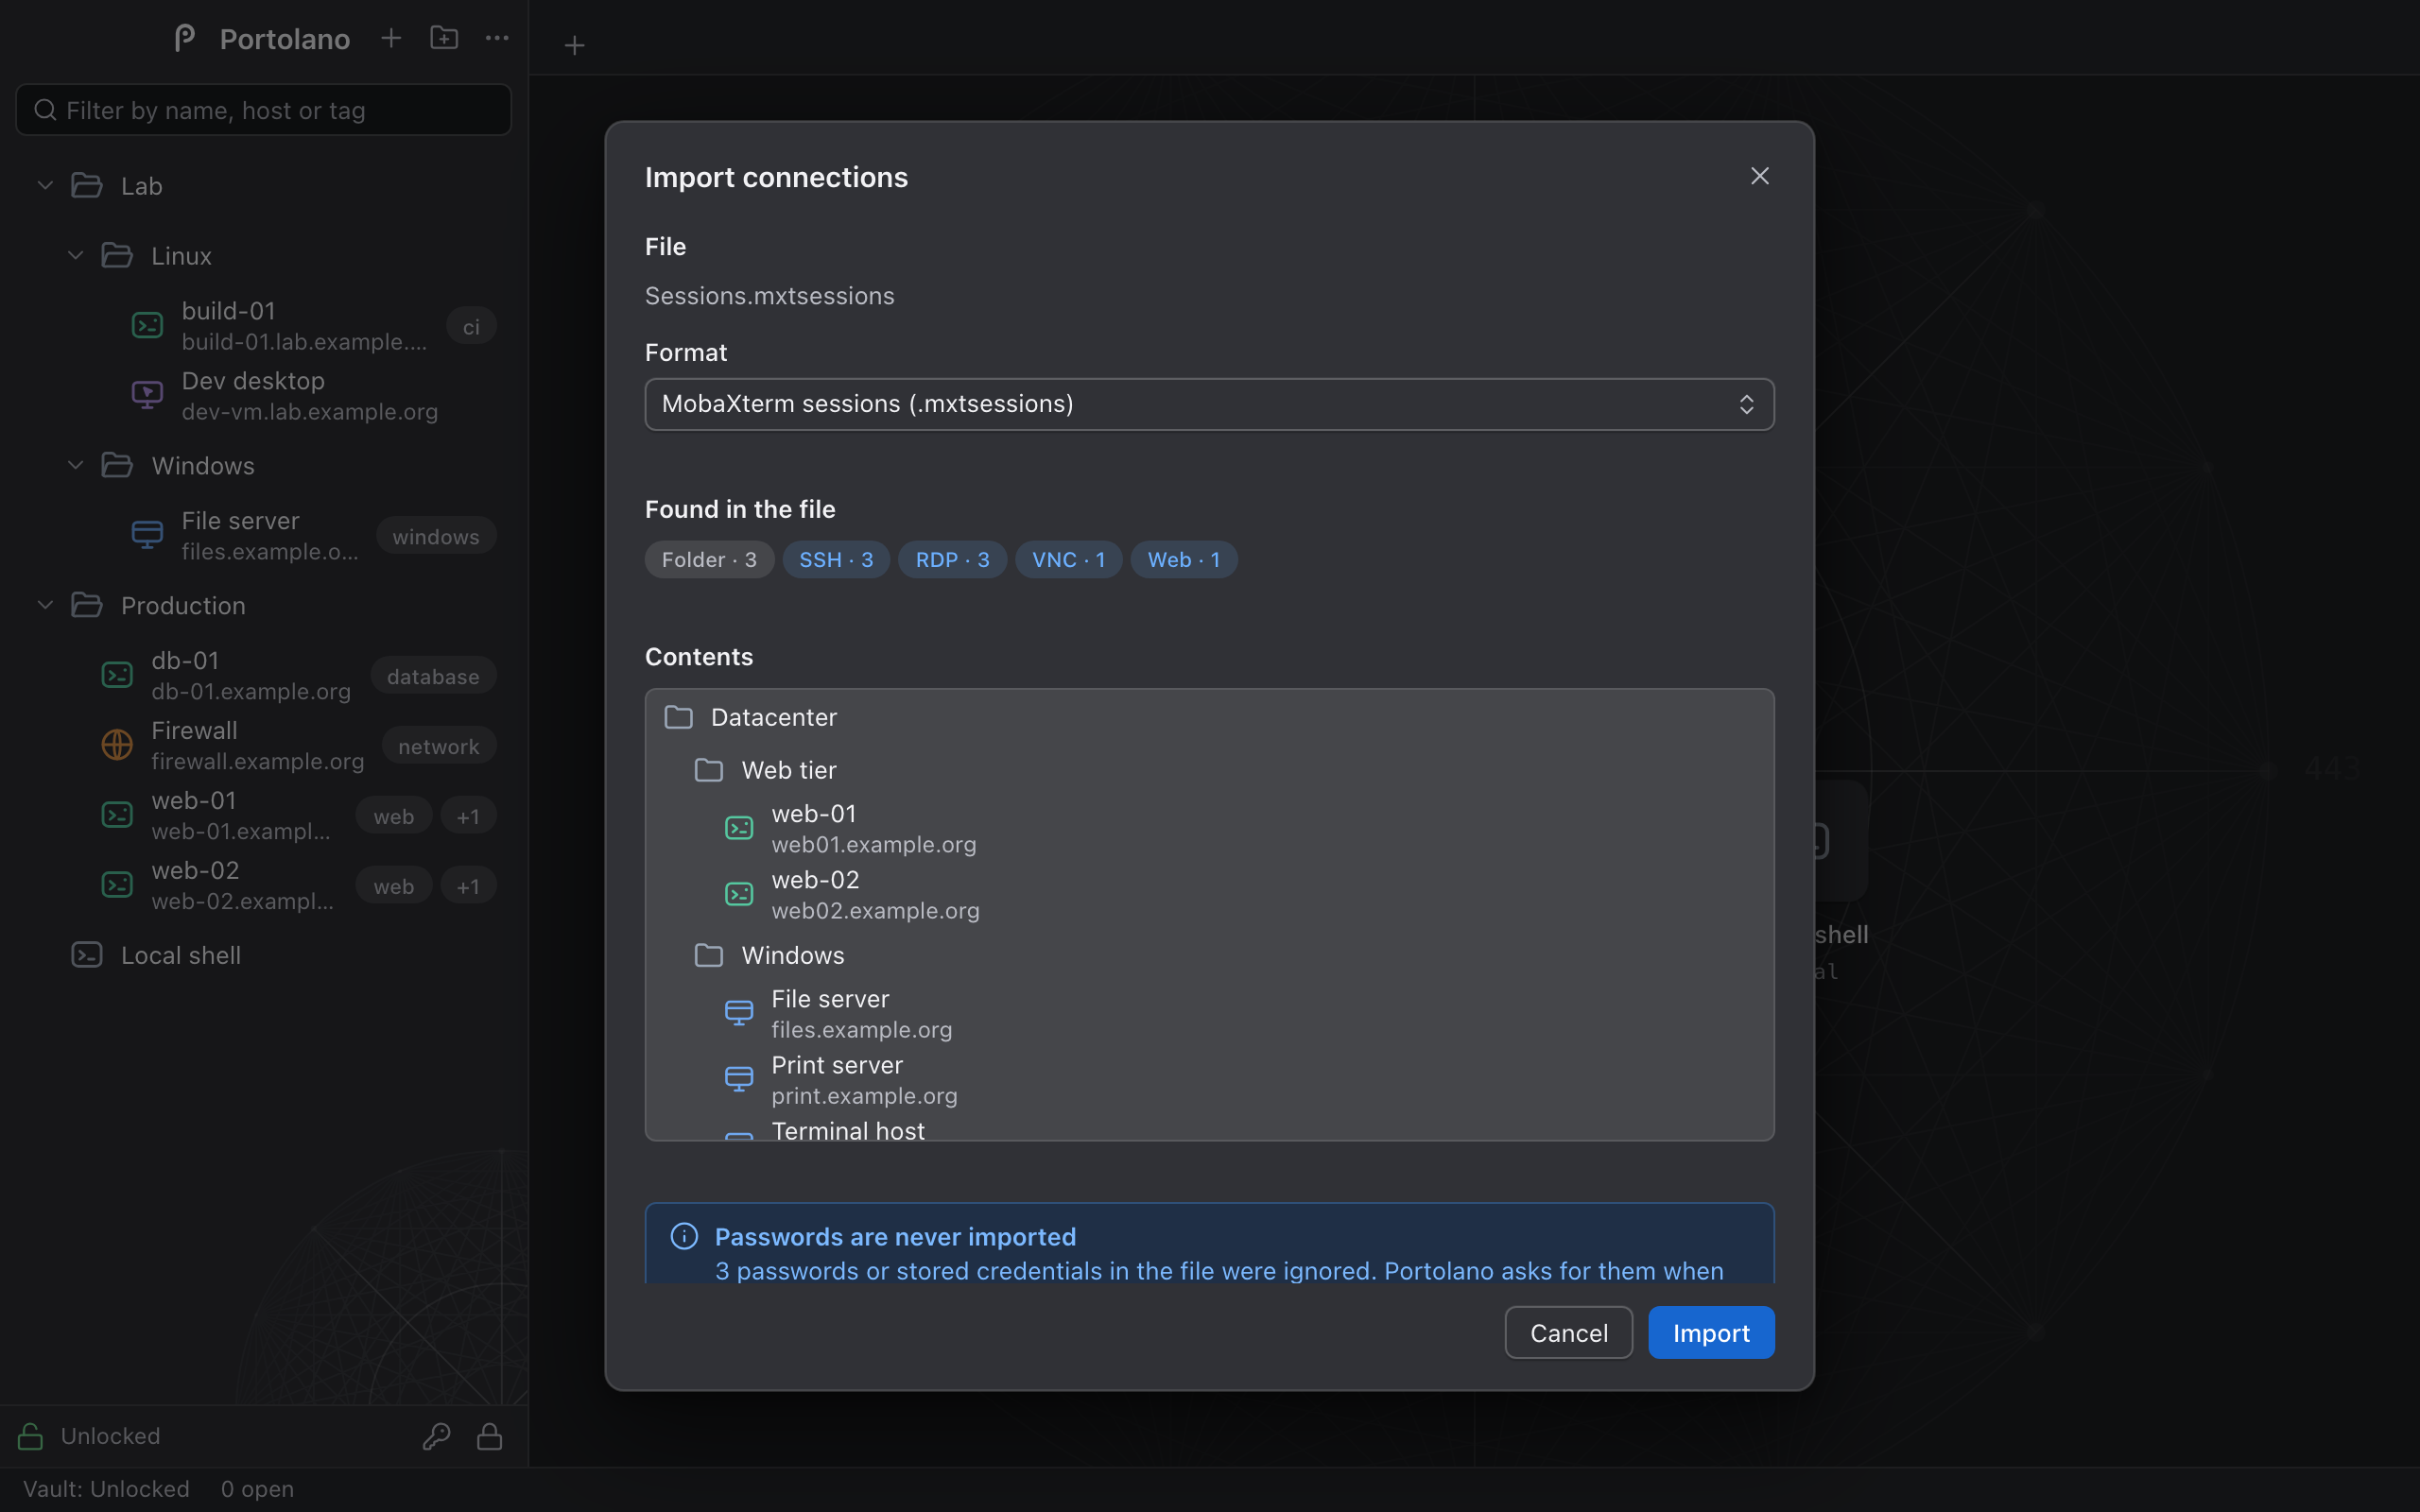 Portolano
Filter by name, host or tag
Lab
Linux
build-01
build-01.lab.example....
ci
Dev desktop
dev-vm.lab.example.org
Windows
File server
files.example.o...
windows
Production
db-01
db-01.example.org
database
Firewall
firewall.example.org
network
web-01
web-01.exampl...
web
+1
web-02
web-02.exampl...
web
+1
Local shell
Unlocked
Vault: Unlocked
0 open
Import connections
File
Sessions.mxtsessions
Format
MobaXterm sessions (.mxtsessions)
Found in the file
Folder · 3
SSH · 3
RDP · 3
VNC · 1
Web · 1
Contents
Datacenter
Web tier
web-01
web01.example.org
web-02
web02.example.org
Windows
File server
files.example.org
Print server
print.example.org
Terminal host
Passwords are never imported
3 passwords or stored credentials in the file were ignored. Portolano asks for them when
Cancel
Import
443
shell
al